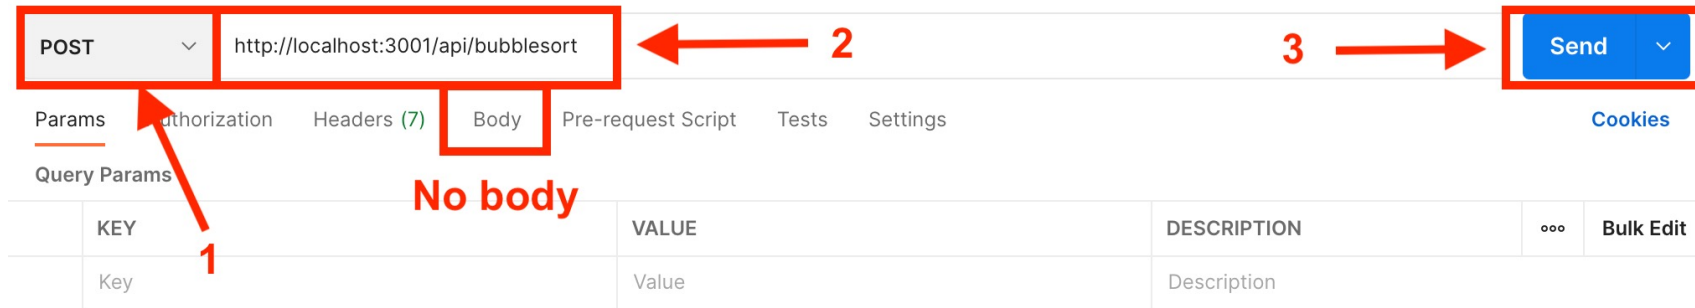 POST http://localhost:3001/api/bubblesort 2 3 Send
Params Authorization Headers (7) Body Pre-request Script Tests Settings Cookies
Query Params No body
KEY VALUE DESCRIPTION ooo Bulk Edit
1
Key Value Description